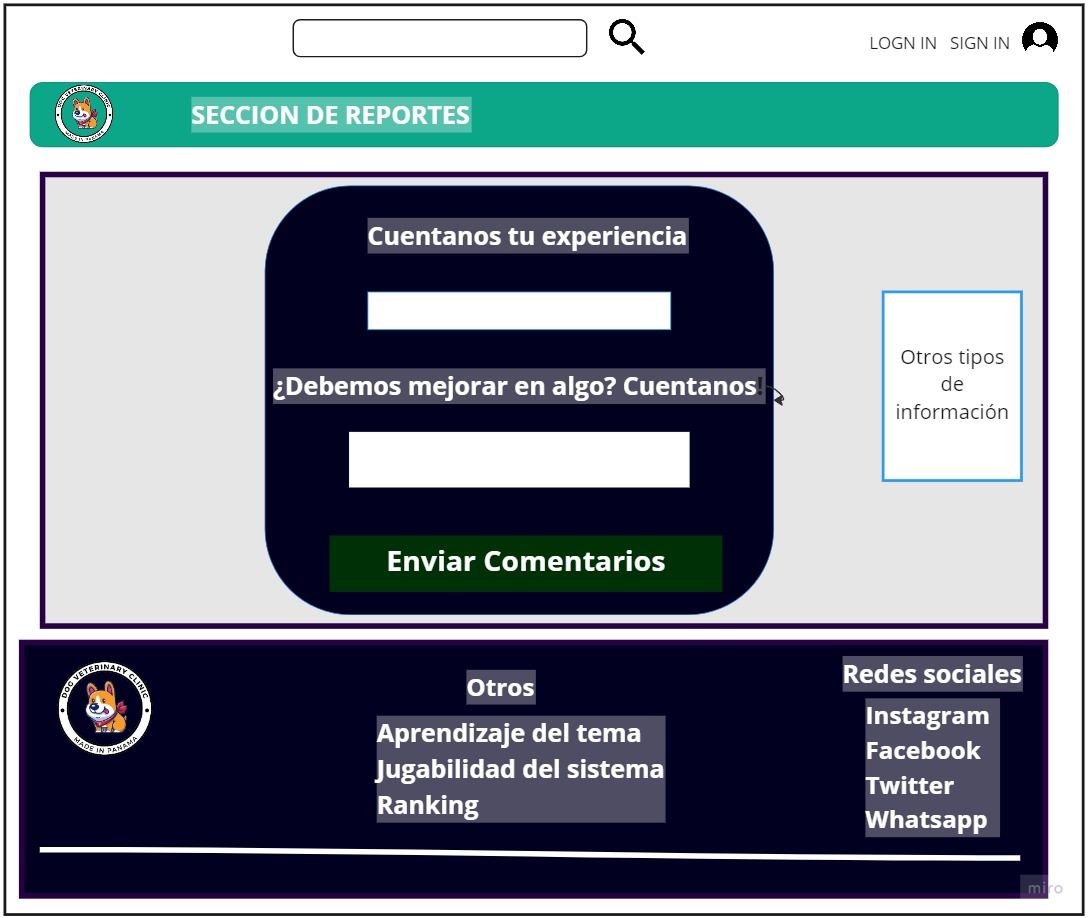 LOGN IN SIGN IN
DOG VETERINARY CLINIC
MADE IN PANAMA
SECCION DE REPORTES
Cuentanos tu experiencia
¿Debemos mejorar en algo? Cuentanos!
Otros tipos
de
información
Enviar Comentarios
DOG VETERINARY CLINIC
MADE IN PANAMA
Otros
Aprendizaje del tema
Jugabilidad del sistema
Ranking
Redes sociales
Instagram
Facebook
Twitter
Whatsapp
miro